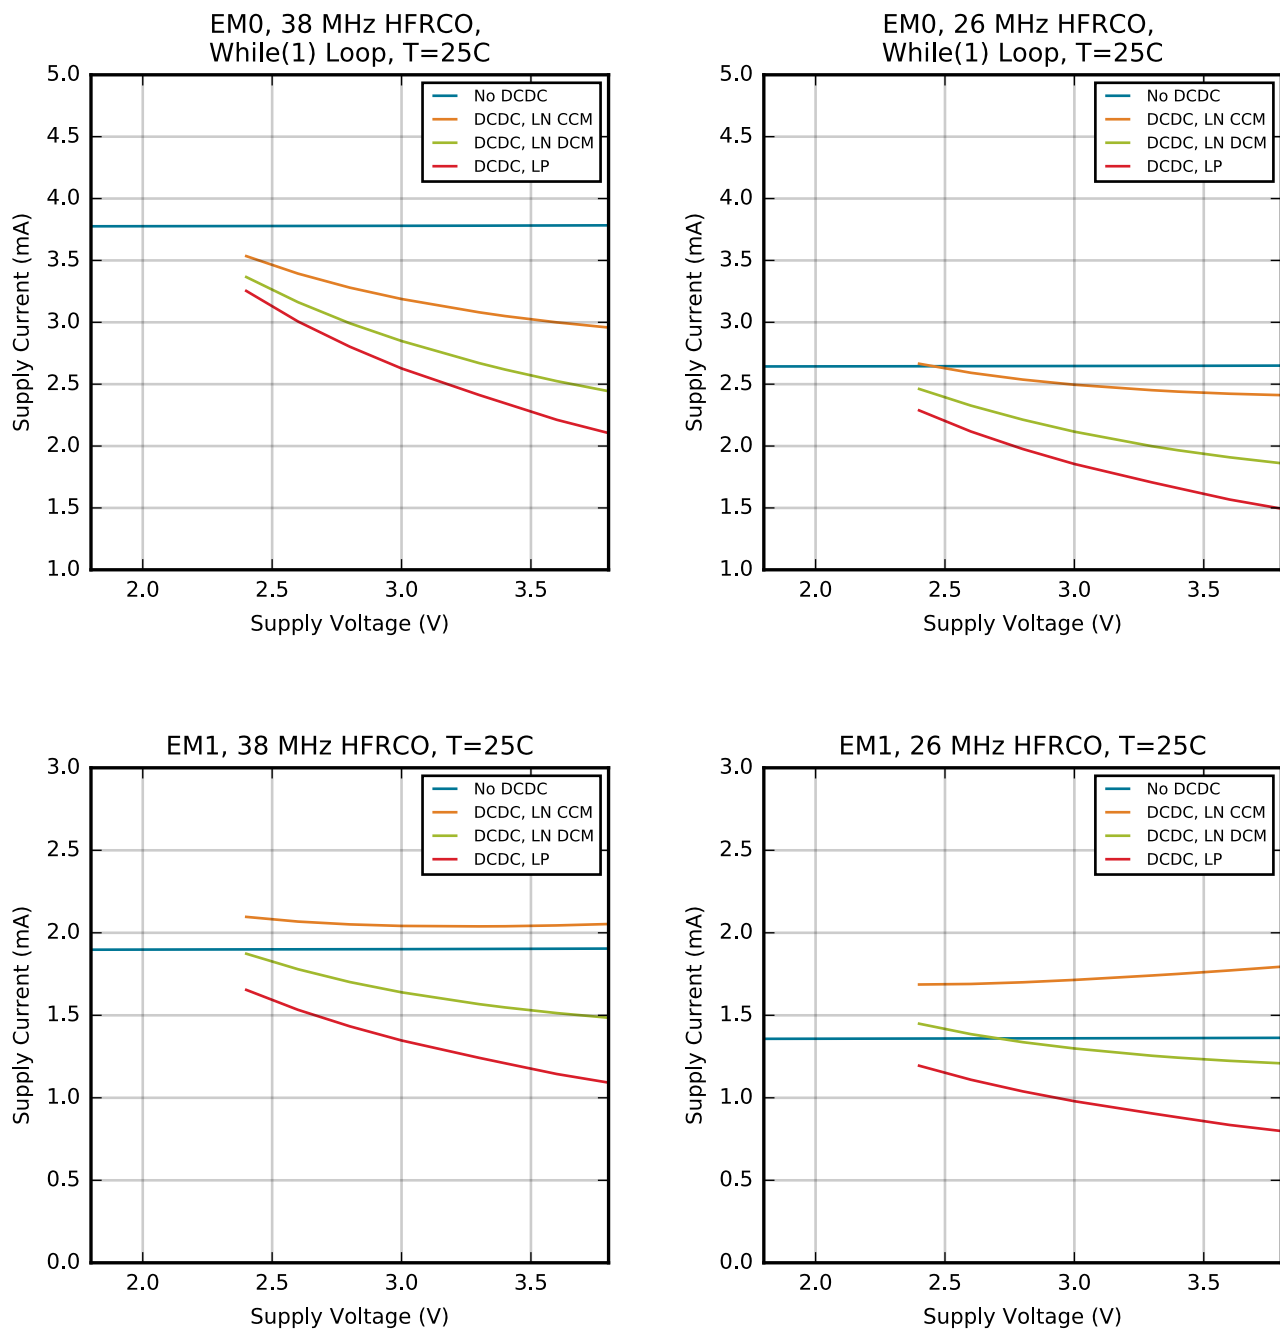 EM0, 38 MHz HFRCO,
While(1) Loop, T=25C
5.0
4.5
4.0
3.5
3.0
2.5
2.0
1.5
1.0
Supply Current (mA)
No DCDC
DCDC, LN CCM
DCDC, LN DCM
DCDC, LP
2.0 2.5 3.0 3.5
Supply Voltage (V)
EM0, 26 MHz HFRCO,
While(1) Loop, T=25C
5.0
4.5
4.0
3.5
3.0
2.5
2.0
1.5
1.0
Supply Current (mA)
No DCDC
DCDC, LN CCM
DCDC, LN DCM
DCDC, LP
2.0 2.5 3.0 3.5
Supply Voltage (V)
EM1, 38 MHz HFRCO, T=25C
3.0
2.5
2.0
1.5
1.0
0.5
0.0
Supply Current (mA)
No DCDC
DCDC, LN CCM
DCDC, LN DCM
DCDC, LP
2.0 2.5 3.0 3.5
Supply Voltage (V)
EM1, 26 MHz HFRCO, T=25C
3.0
2.5
2.0
1.5
1.0
0.5
0.0
Supply Current (mA)
No DCDC
DCDC, LN CCM
DCDC, LN DCM
DCDC, LP
2.0 2.5 3.0 3.5
Supply Voltage (V)